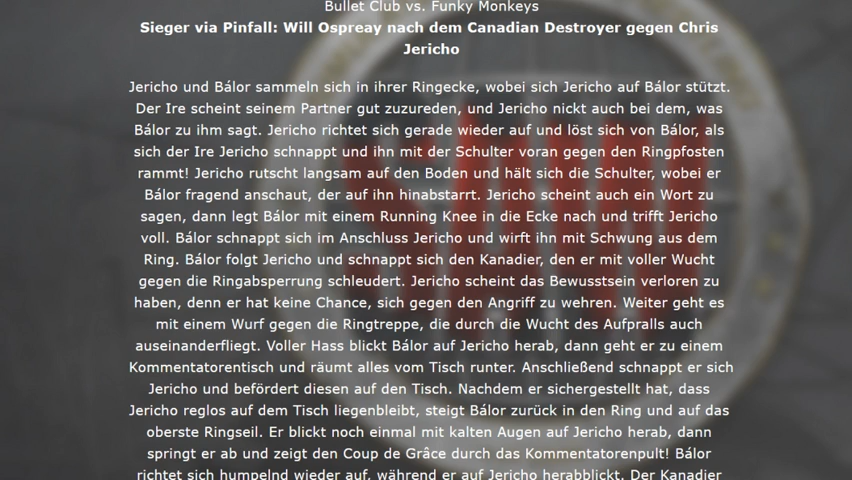 Bullet Club vs. Funky Monkeys
Sieger via Pinfall: Will Ospreay nach dem Canadian Destroyer gegen Chris
Jericho
Jericho und Bálor sammeln sich in ihrer Ringecke, wobei sich Jericho auf Bálor stützt.
Der Ire scheint seinem Partner gut zuzureden, und Jericho nickt auch bei dem, was
Bálor zu ihm sagt. Jericho richtet sich gerade wieder auf und löst sich von Bálor, als
sich der Ire Jericho schnappt und ihn mit der Schulter voran gegen den Ringpfosten
rammt! Jericho rutscht langsam auf den Boden und hält sich die Schulter, wobei er
Bálor fragend anschaut, der auf ihn hinabstarrt. Jericho scheint auch ein Wort zu
sagen, dann legt Bálor mit einem Running Knee in die Ecke nach und trifft Jericho
voll. Bálor schnappt sich im Anschluss Jericho und wirft ihn mit Schwung aus dem
Ring. Bálor folgt Jericho und schnappt sich den Kanadier, den er mit voller Wucht
gegen die Ringabsperrung schleudert. Jericho scheint das Bewusstsein verloren zu
haben, denn er hat keine Chance, sich gegen den Angriff zu wehren. Weiter geht es
mit einem Wurf gegen die Ringtreppe, die durch die Wucht des Aufpralls auch
auseinanderfliegt. Voller Hass blickt Bálor auf Jericho herab, dann geht er zu einem
Kommentatorentisch und räumt alles vom Tisch runter. Anschließend schnappt er sich
Jericho und befördert diesen auf den Tisch. Nachdem er sichergestellt hat, dass
Jericho reglos auf dem Tisch liegenbleibt, steigt Bálor zurück in den Ring und auf das
oberste Ringseil. Er blickt noch einmal mit kalten Augen auf Jericho herab, dann
springt er ab und zeigt den Coup de Grâce durch das Kommentatorenpult! Bálor
richtet sich humpelnd wieder auf, während er auf Jericho herabblickt. Der Kanadier